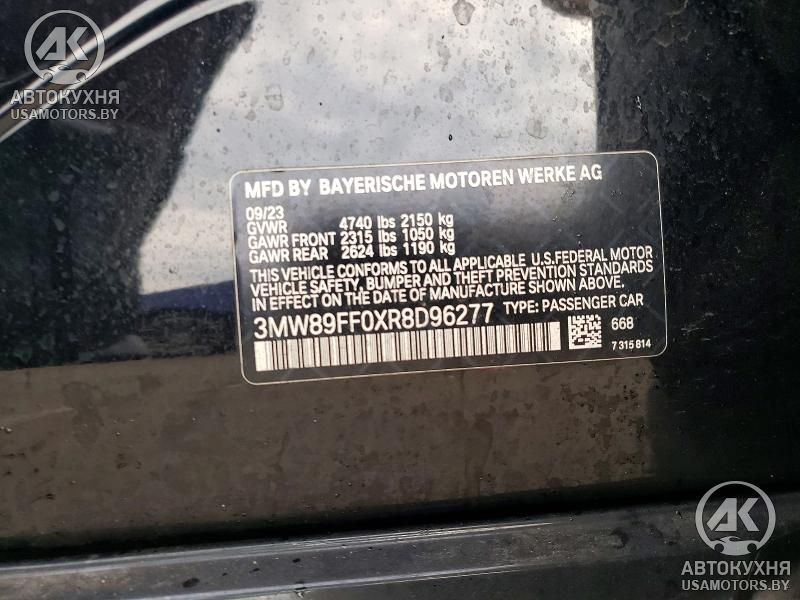 AK
АВТОКУХНЯ
USAMOTORS.BY
MFD BY BAYERISCHE MOTOREN WERKE AG
09/23
GVWR 4740 lbs 2150 kg
GAWR FRONT 2315 lbs 1050 kg
GAWR REAR 2624 lbs 1190 kg
THIS VEHICLE CONFORMS TO ALL APPLICABLE U.S.FEDERAL MOTOR
VEHICLE SAFETY, BUMPER AND THEFT PREVENTION STANDARDS
IN EFFECT ON THE DATE OF MANUFACTURE SHOWN ABOVE.
3MW89FF0XR8D96277 TYPE: PASSENGER CAR
668
7 315 814
AK
АВТОКУХНЯ
USAMOTORS.BY